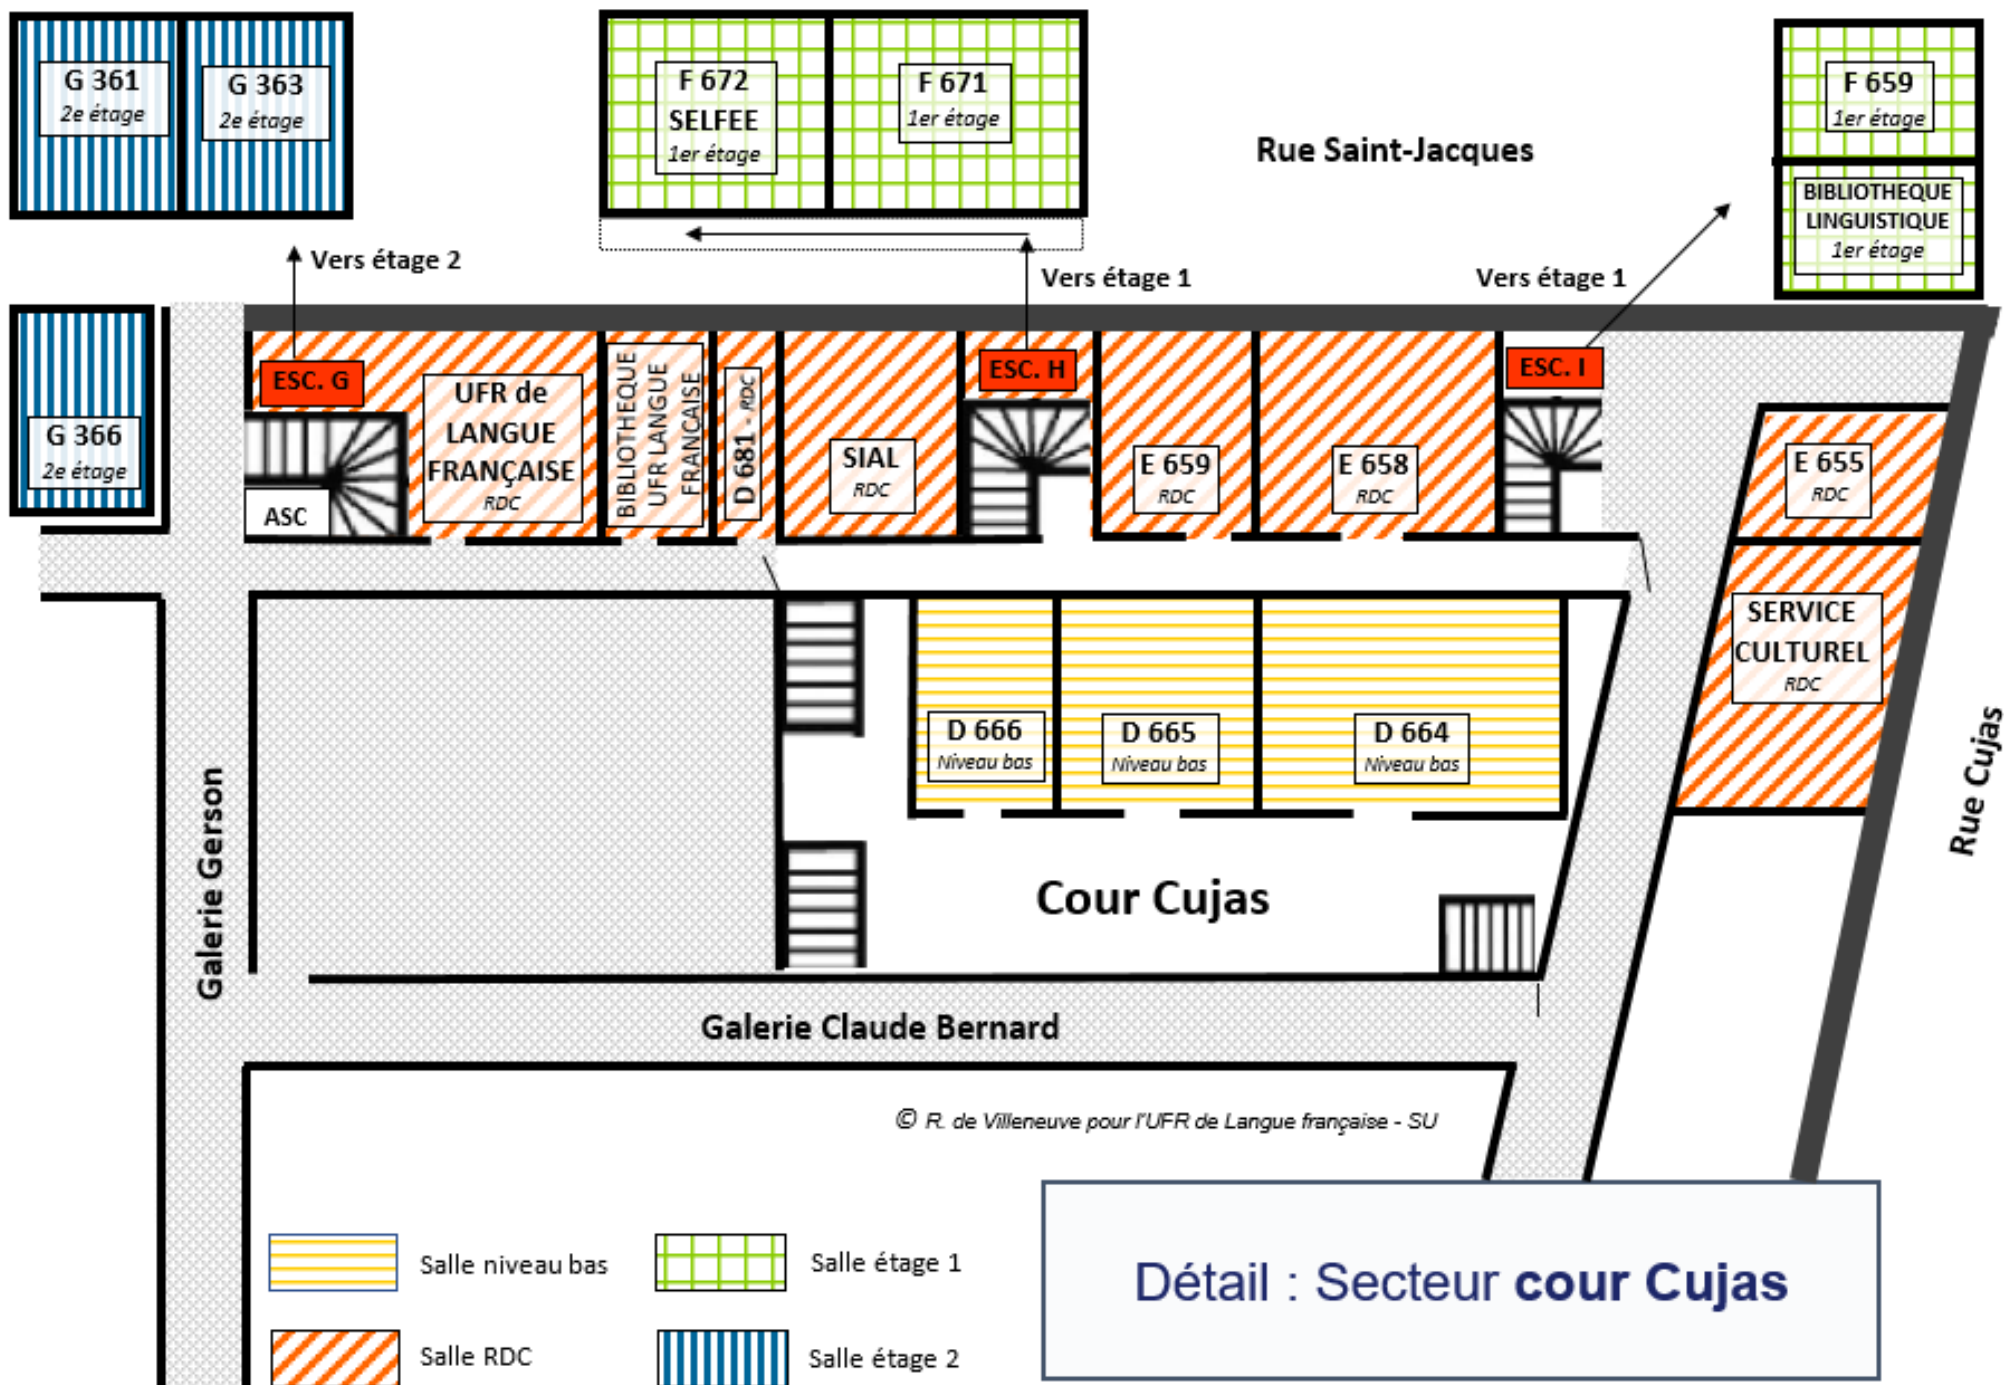 G 361
2e étage
G 363
2e étage
F 672
SELFEE
1er étage
F 671
1er étage
Rue Saint-Jacques
F 659
1er étage
BIBLIOTHEQUE
LINGUISTIQUE
1er étage
Vers étage 2
Vers étage 1
Vers étage 1
G 366
2e étage
ESC. G
ASC
UFR de
LANGUE
FRANÇAISE
RDC
BIBLIOTHEQUE
UFR LANGUE
FRANCAISE
D 681 - RDC
SIAL
RDC
ESC. H
E 659
RDC
E 658
RDC
ESC. I
E 655
RDC
SERVICE
CULTUREL
RDC
D 666
Niveau bas
D 665
Niveau bas
D 664
Niveau bas
Rue Cujas
Galerie Gerson
Cour Cujas
Galerie Claude Bernard
© R. de Villeneuve pour l'UFR de Langue française - SU
Salle niveau bas
Salle étage 1
Salle RDC
Salle étage 2
Détail : Secteur cour Cujas